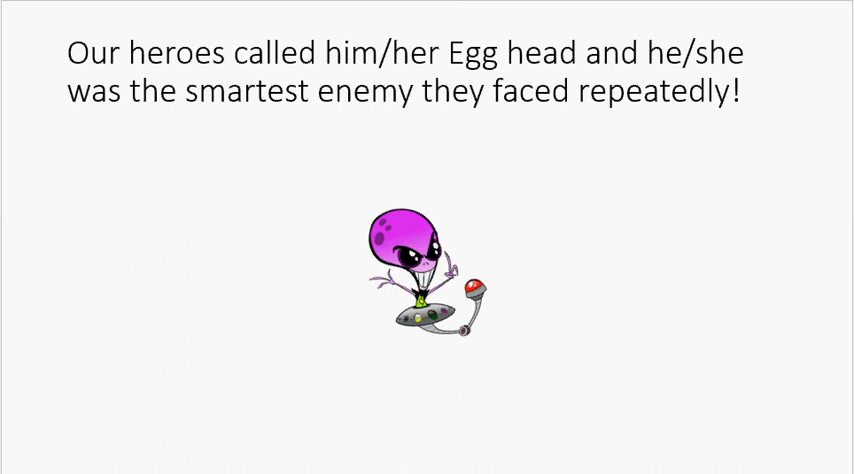 Our heroes called him/her Egg head and he/she
was the smartest enemy they faced repeatedly!